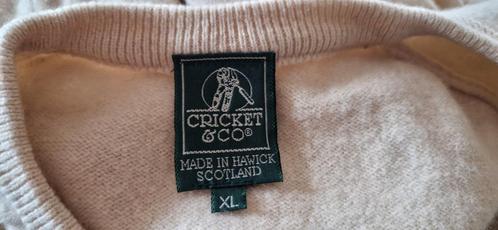 CRICKET
& CO®
MADE IN HAWICK
SCOTLAND
XL